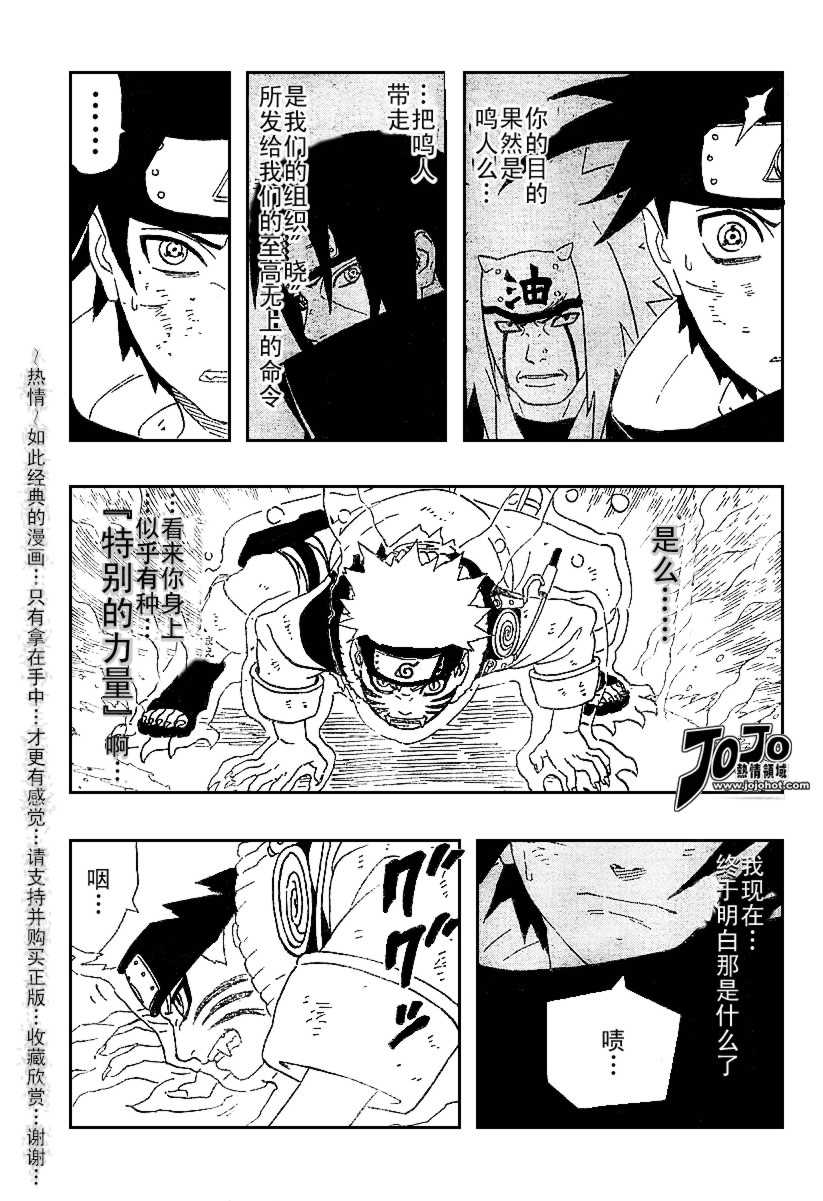 你的目的
果然是
鸣人么…
油
…把鸣人
带走
是我们的组织"晓"
所发给我们的至高无上的命令
……
是么……
…看来你身上
…似乎有种…
『特别的力量』啊…
JOJO
熱情領域
www.jojohot.com
我现在…
终于明白那是什么了
啧…
グググ
咽…
~热情~如此经典的漫画…只有拿在手中…才更有感觉…请支持并购买正版…收藏欣赏…谢谢…